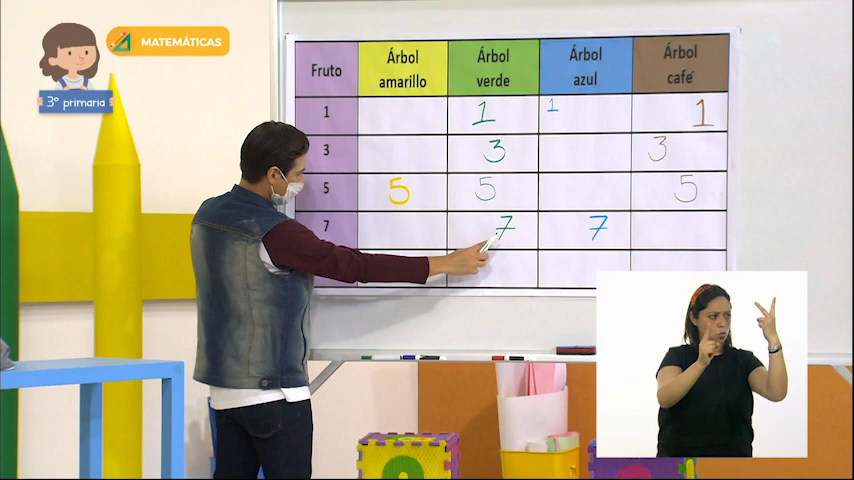 MATEMÁTICAS
3° primaria
Fruto Árbol amarillo Árbol verde Árbol azul Árbol café
1 1 1 1
3 3 3
5 5 5 5
7 7 7